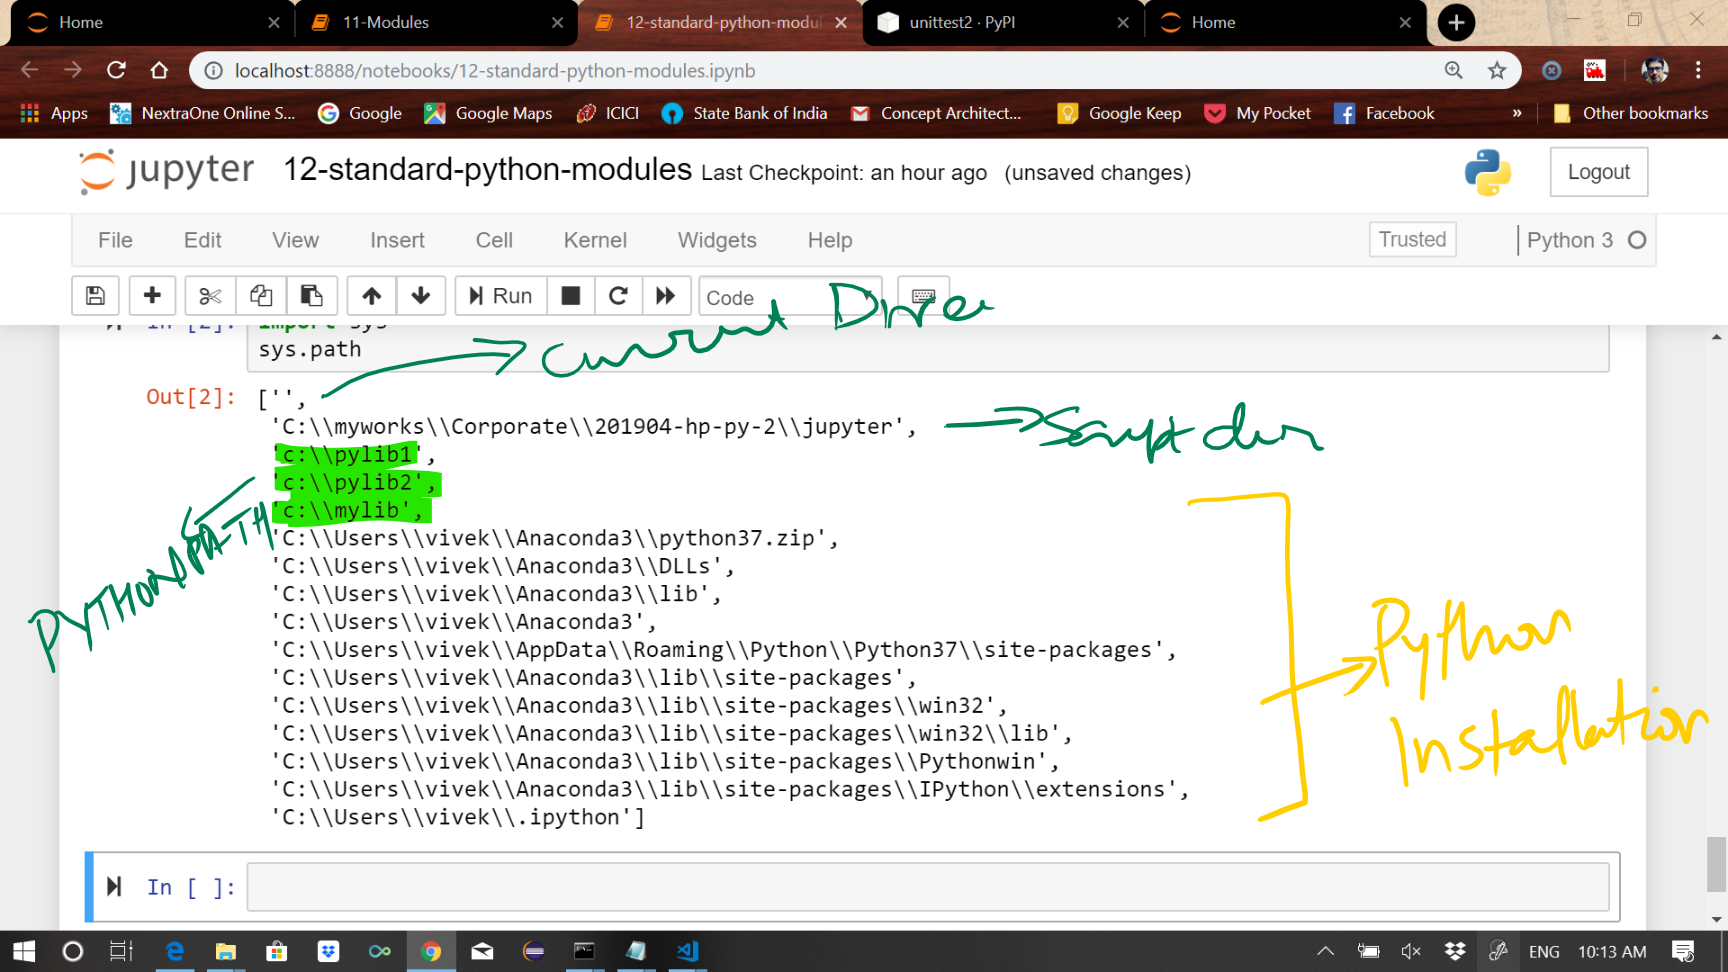 Home
11-Modules
12-standard-python-modul
unittest2 · PyPI
Home
localhost:8888/notebooks/12-standard-python-modules.ipynb
Apps
NextraOne Online S...
Google
Google Maps
ICICI
State Bank of India
Concept Architect...
Google Keep
My Pocket
Facebook
»
Other bookmarks
jupyter
12-standard-python-modules Last Checkpoint: an hour ago (unsaved changes)
Logout
File Edit View Insert Cell Kernel Widgets Help
Trusted
Python 3
Run
Code
Current Direc
In [2]: import sys
sys.path
Out[2]: ['',
'C:\\myworks\\Corporate\\201904-hp-py-2\\jupyter',
Script dir
'c:\\pylib1',
'c:\\pylib2',
'c:\\mylib',
PYTHONPATH
'C:\\Users\\vivek\\Anaconda3\\python37.zip',
'C:\\Users\\vivek\\Anaconda3\\DLLs',
'C:\\Users\\vivek\\Anaconda3\\lib',
'C:\\Users\\vivek\\Anaconda3',
'C:\\Users\\vivek\\AppData\\Roaming\\Python\\Python37\\site-packages',
'C:\\Users\\vivek\\Anaconda3\\lib\\site-packages',
'C:\\Users\\vivek\\Anaconda3\\lib\\site-packages\\win32',
'C:\\Users\\vivek\\Anaconda3\\lib\\site-packages\\win32\\lib',
'C:\\Users\\vivek\\Anaconda3\\lib\\site-packages\\Pythonwin',
'C:\\Users\\vivek\\Anaconda3\\lib\\site-packages\\IPython\\extensions',
'C:\\Users\\vivek\\.ipython']
Python
Installation
In [ ]:
ENG
10:13 AM